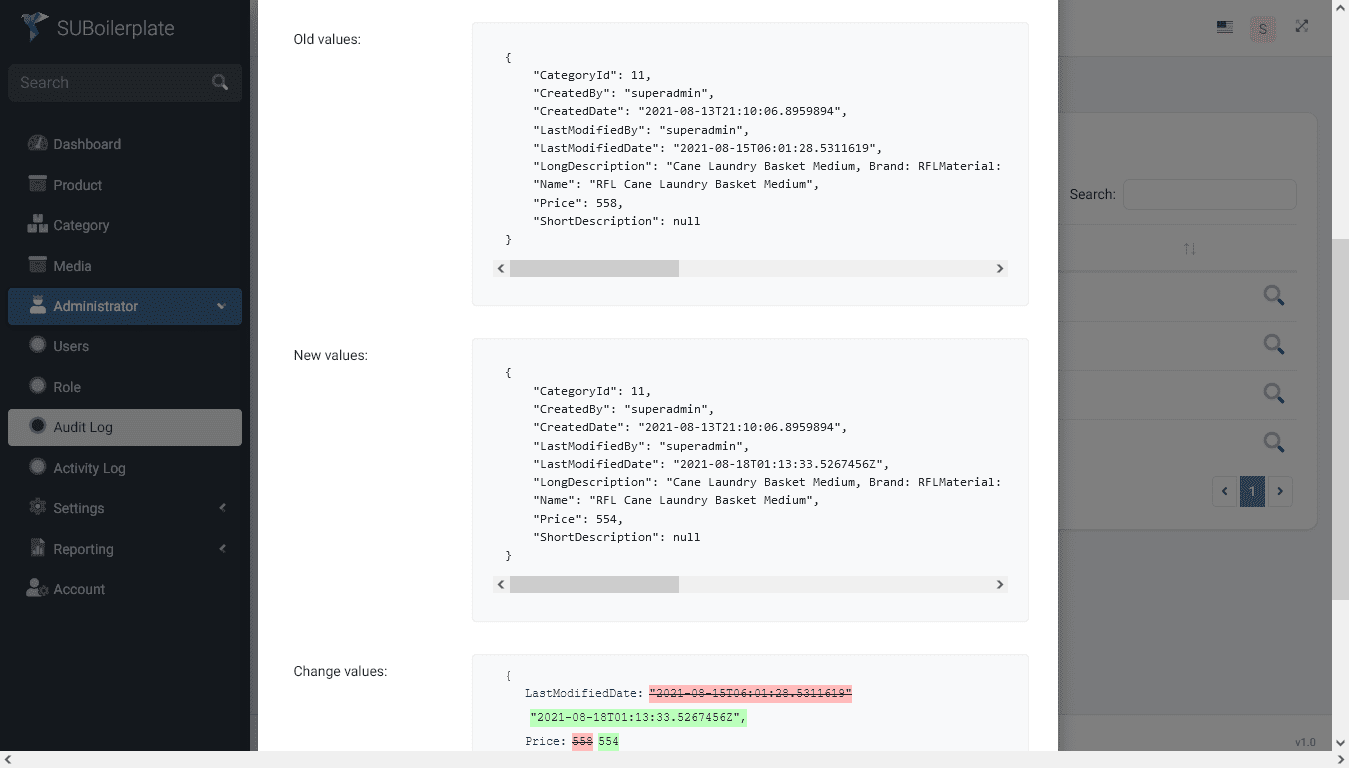 SUBoilerplate
Search
Dashboard
Product
Category
Media
Administrator
Users
Role
Audit Log
Activity Log
Settings
Reporting
Account
Old values:
{
"CategoryId": 11,
"CreatedBy": "superadmin",
"CreatedDate": "2021-08-13T21:10:06.8959894",
"LastModifiedBy": "superadmin",
"LastModifiedDate": "2021-08-15T06:01:28.5311619",
"LongDescription": "Cane Laundry Basket Medium, Brand: RFLMaterial:
"Name": "RFL Cane Laundry Basket Medium",
"Price": 558,
"ShortDescription": null
}
New values:
{
"CategoryId": 11,
"CreatedBy": "superadmin",
"CreatedDate": "2021-08-13T21:10:06.8959894",
"LastModifiedBy": "superadmin",
"LastModifiedDate": "2021-08-18T01:13:33.5267456Z",
"LongDescription": "Cane Laundry Basket Medium, Brand: RFLMaterial:
"Name": "RFL Cane Laundry Basket Medium",
"Price": 554,
"ShortDescription": null
}
Change values:
{
LastModifiedDate: "2021-08-15T06:01:28.5311619"
"2021-08-18T01:13:33.5267456Z",
Price: 558 554
S
Search:
1
v1.0